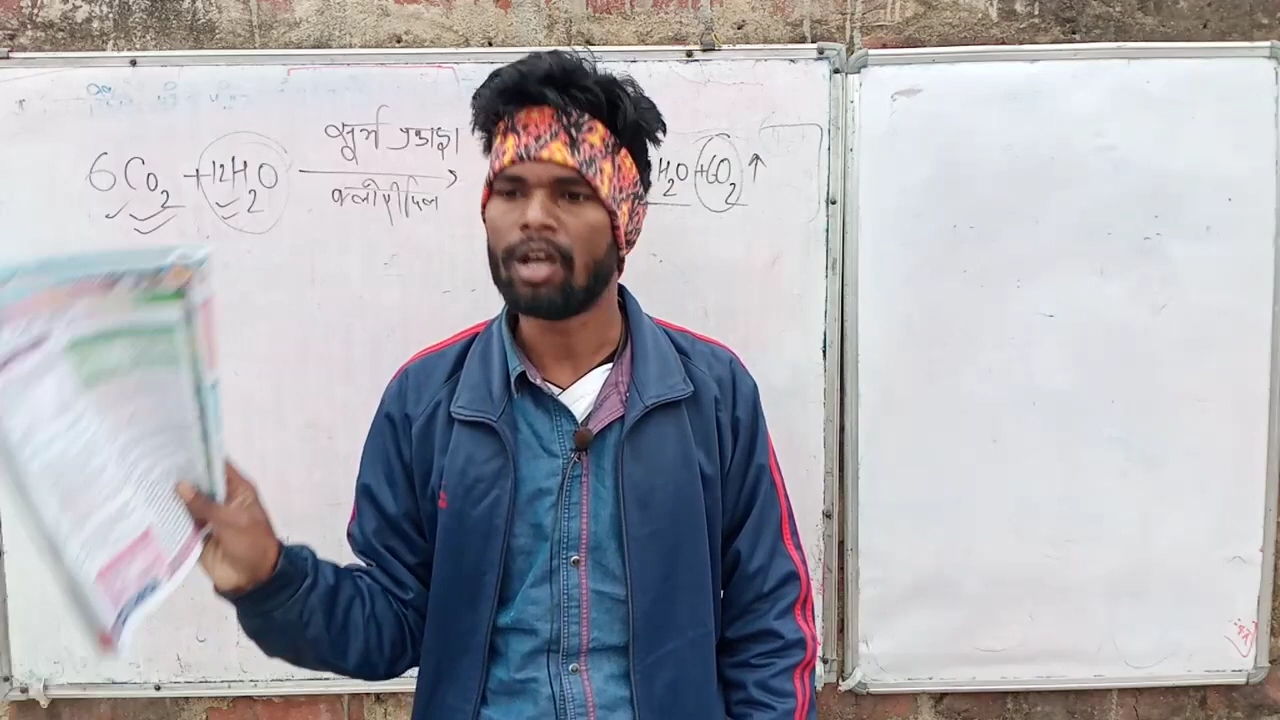 सूर्य प्रकाश
6CO₂ + 12H₂O ⟶ H₂O + 6O₂ ↑
क्लोरोफिल